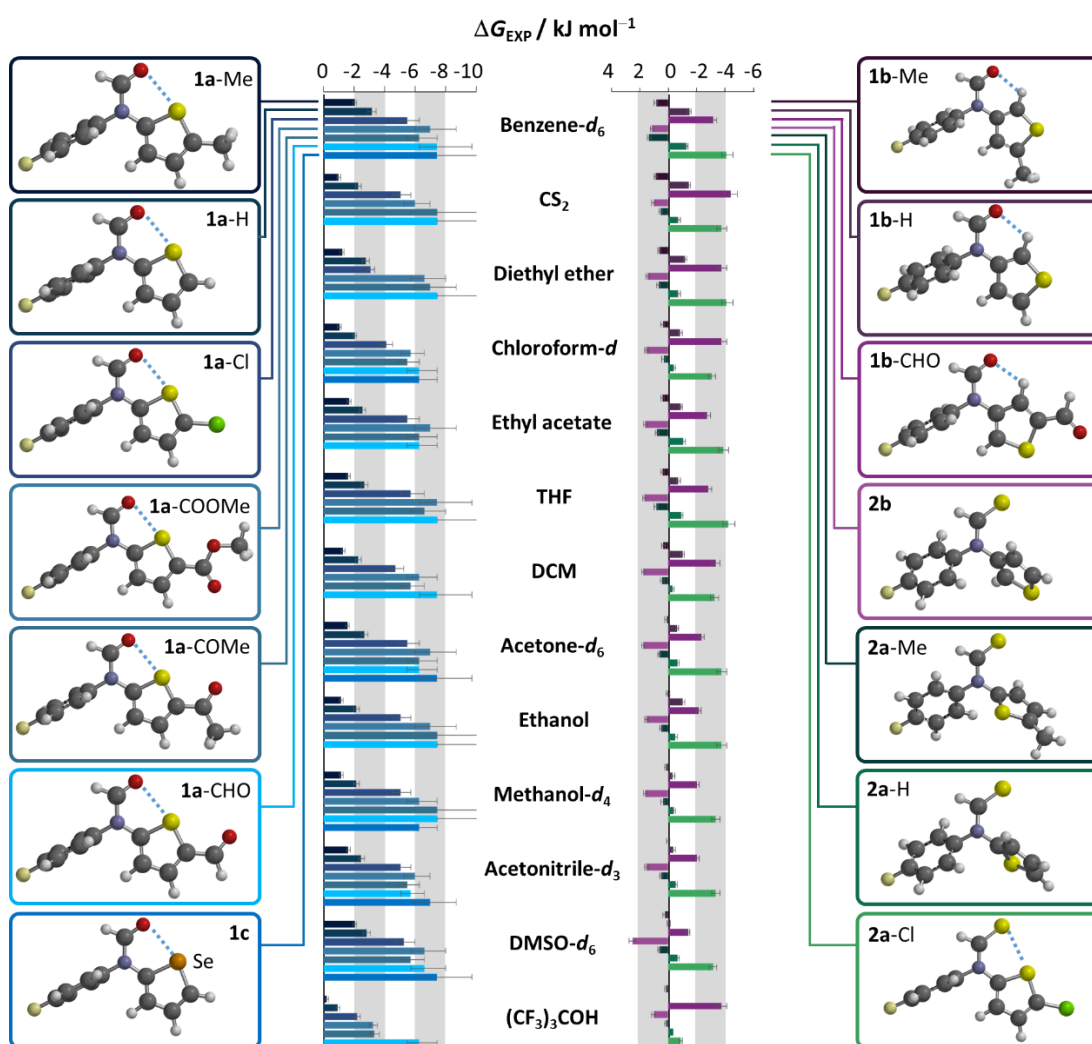 ΔG_EXP / kJ mol⁻¹
0 -2 -4 -6 -8 -10
4 2 0 -2 -4 -6
1a-Me
1a-H
1a-Cl
1a-COOMe
1a-COMe
1a-CHO
1c
Se
Benzene-d₆
CS₂
Diethyl ether
Chloroform-d
Ethyl acetate
THF
DCM
Acetone-d₆
Ethanol
Methanol-d₄
Acetonitrile-d₃
DMSO-d₆
(CF₃)₃COH
1b-Me
1b-H
1b-CHO
2b
2a-Me
2a-H
2a-Cl